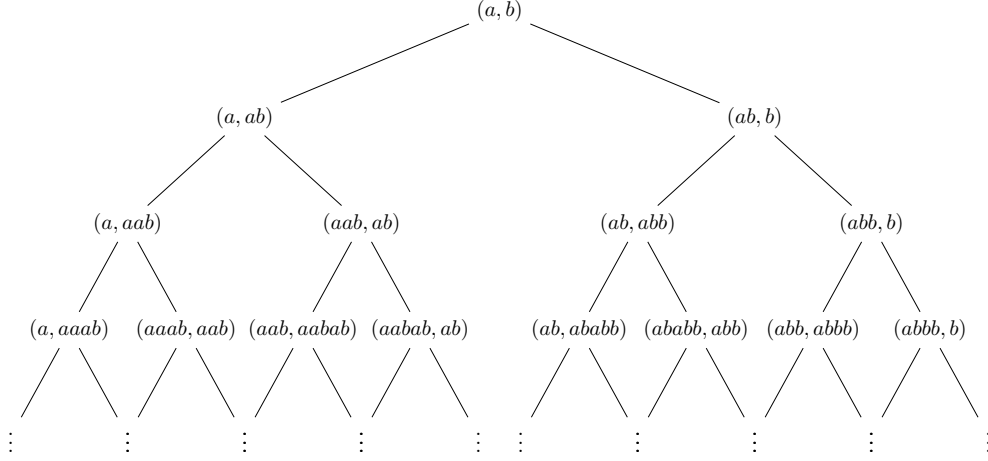 (a, b)
(a, ab) (ab, b)
(a, aab) (aab, ab) (ab, abb) (abb, b)
(a, aaab) (aaab, aab) (aab, aabab) (aabab, ab) (ab, ababb) (ababb, abb) (abb, abbb) (abbb, b)
⋮ ⋮ ⋮ ⋮ ⋮ ⋮ ⋮ ⋮ ⋮ ⋮